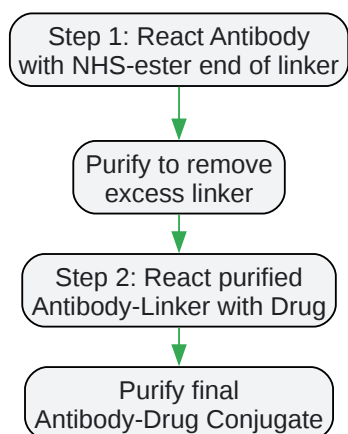 Step 1: React Antibody
with NHS-ester end of linker
Purify to remove
excess linker
Step 2: React purified
Antibody-Linker with Drug
Purify final
Antibody-Drug Conjugate